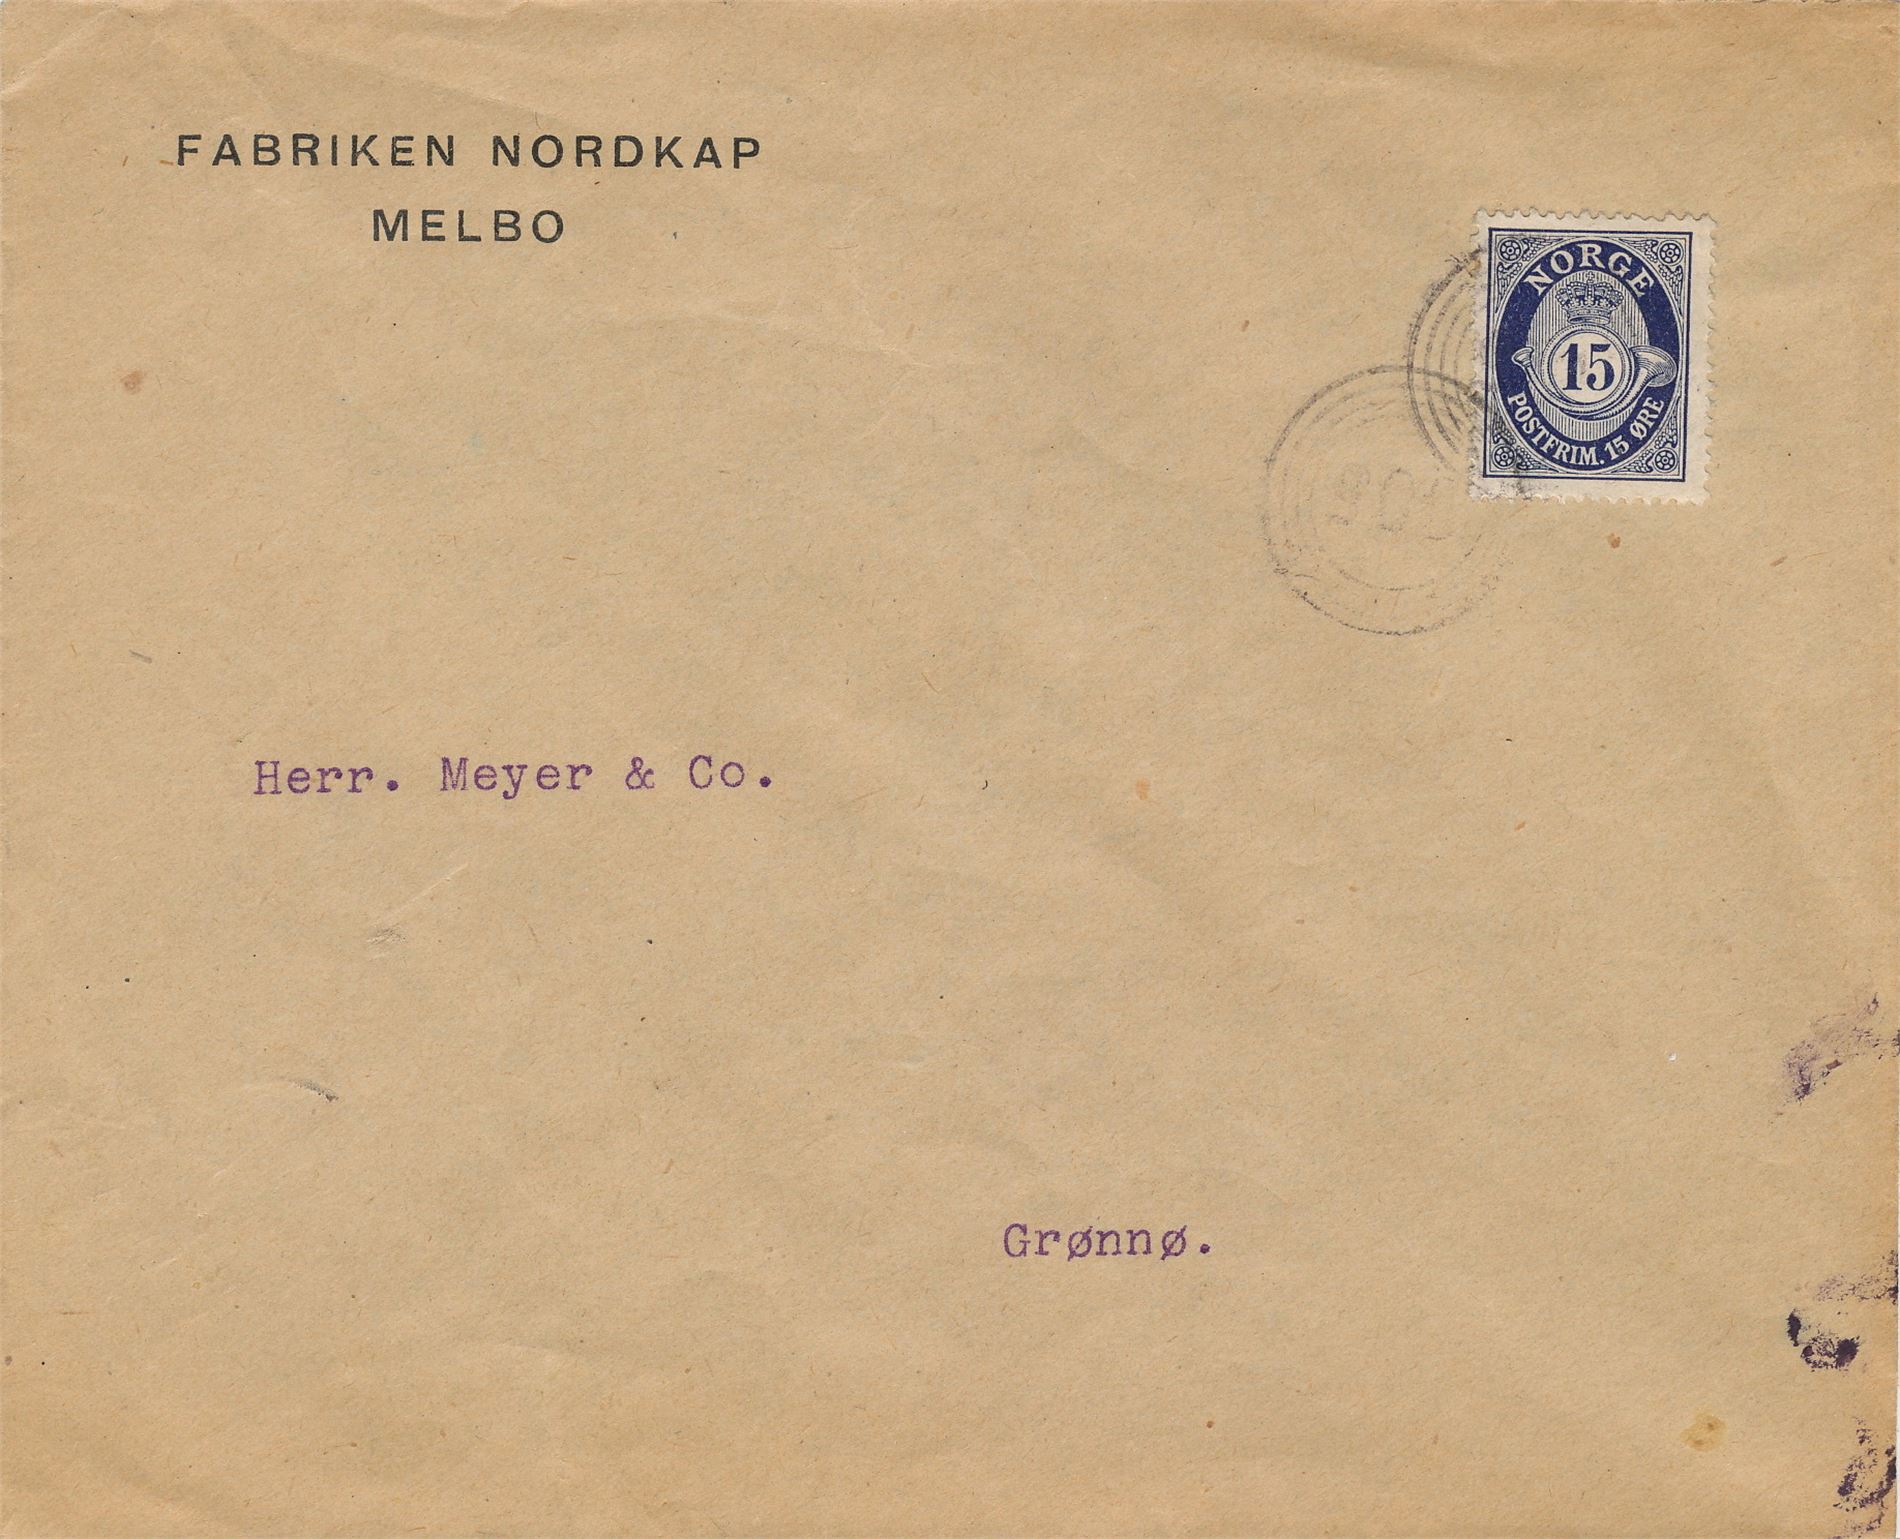 FABRIKEN NORDKAP
MELBO
NORGE
15
POSTFRIM. 15 ØRE
Herr. Meyer & Co.
Grønnø.